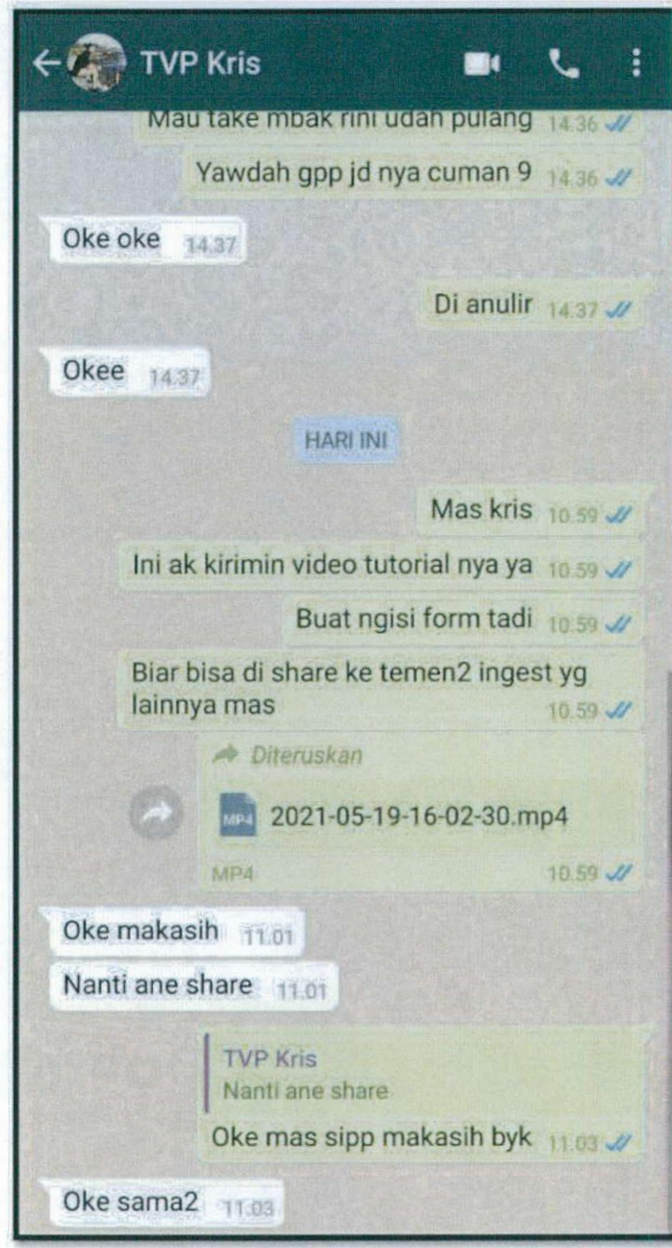 TVP Kris
Mau take mbak rini udah pulang 14.36
Yawdah gpp jd nya cuman 9 14.36
Oke oke 14.37
Di anulir 14.37
Okee 14.37
HARI INI
Mas kris 10.59
Ini ak kirimin video tutorial nya ya 10.59
Buat ngisi form tadi 10.59
Biar bisa di share ke temen2 ingest yg
lainnya mas 10.59
Diteruskan
MP4 2021-05-19-16-02-30.mp4
MP4 10.59
Oke makasih 11.01
Nanti ane share 11.01
TVP Kris
Nanti ane share
Oke mas sipp makasih byk 11.03
Oke sama2 11.03